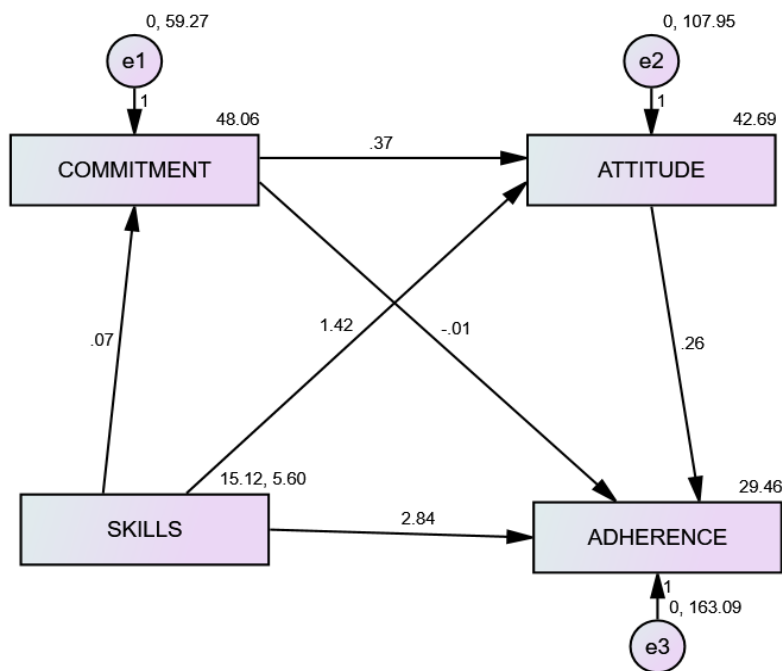 0, 59.27
0, 107.95
e1
e2
1
1
48.06
42.69
COMMITMENT
.37
ATTITUDE
.07
1.42
-.01
.26
15.12, 5.60
29.46
SKILLS
2.84
ADHERENCE
1
0, 163.09
e3